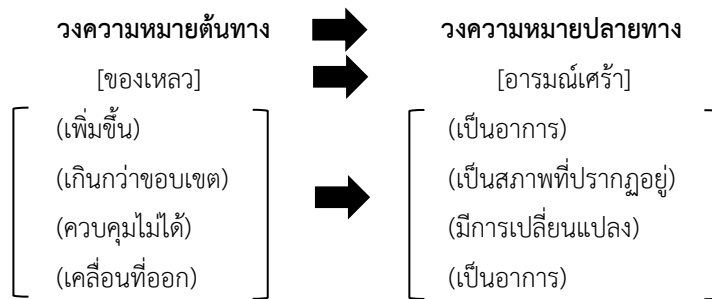 วงความหมายต้นทาง วงความหมายปลายทาง
[ของเหลว] [อารมณ์เศร้า]
(เพิ่มขึ้น) (เป็นอาการ)
(เกินกว่าขอบเขต) (เป็นสภาพที่ปรากฏอยู่)
(ควบคุมไม่ได้) (มีการเปลี่ยนแปลง)
(เคลื่อนที่ออก) (เป็นอาการ)